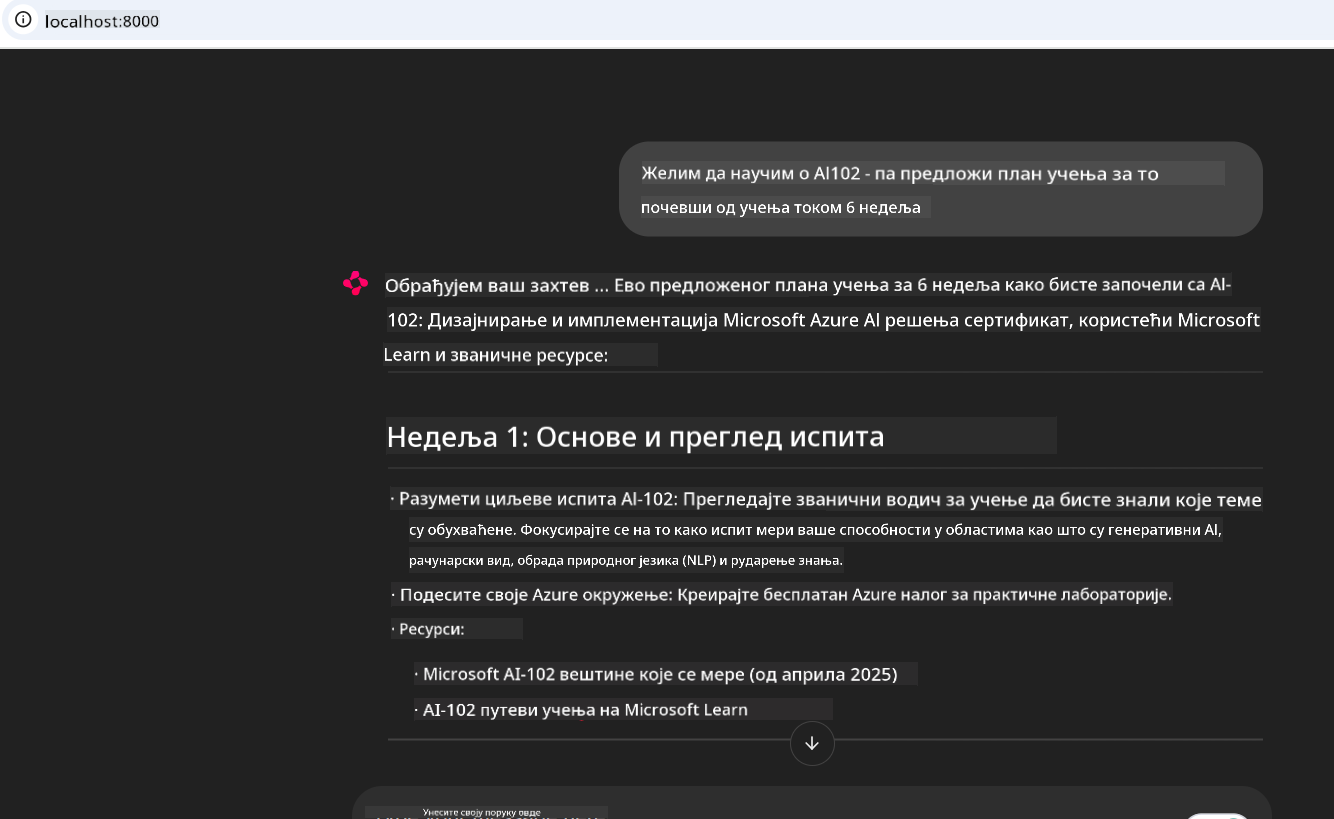 localhost:8000
Желим да научим о AI102 - па предложи план учења за то
почевши од учења током 6 недеља
Обрађујем ваш захтев ... Ево предложеног плана учења за 6 недеља како бисте започели са AI-
102: Дизајнирање и имплементација Microsoft Azure AI решења сертификат, користећи Microsoft
Learn и званичне ресурсе:
Недеља 1: Основе и преглед испита
· Разумети циљеве испита AI-102: Прегледајте званични водич за учење да бисте знали које теме
су обухваћене. Фокусирајте се на то како испит мери ваше способности у областима као што су генеративни AI,
рачунарски вид, обрада природног језика (NLP) и рударење знања.
· Подесите своје Azure окружење: Креирајте бесплатан Azure налог за практичне лабораторије.
· Ресурси:
· Microsoft AI-102 вештине које се мере (од априла 2025)
· AI-102 путеви учења на Microsoft Learn
Унесите своју поруку овде